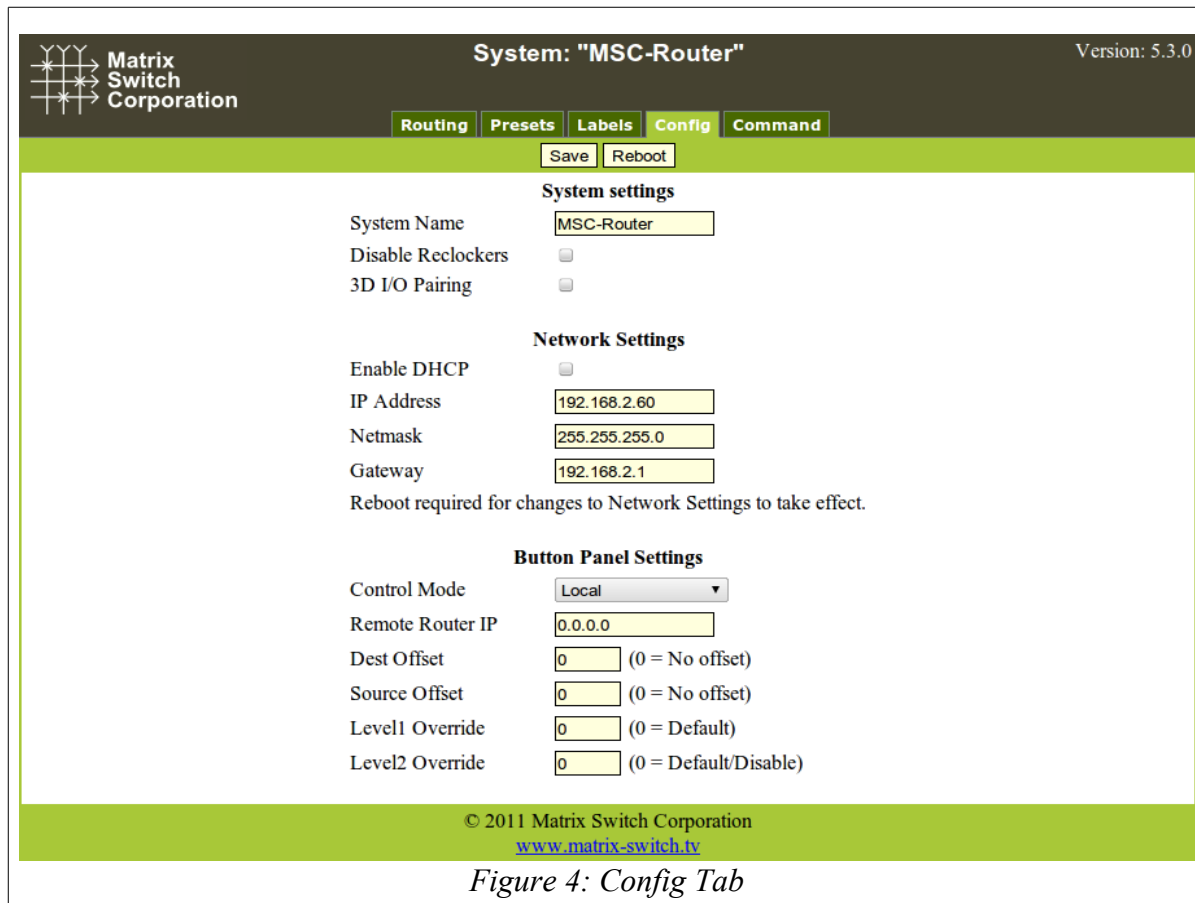 Matrix
Switch
Corporation
System: "MSC-Router"
Version: 5.3.0
Routing Presets Labels Config Command
Save Reboot
System settings
System Name MSC-Router
Disable Reclockers
3D I/O Pairing
Network Settings
Enable DHCP
IP Address 192.168.2.60
Netmask 255.255.255.0
Gateway 192.168.2.1
Reboot required for changes to Network Settings to take effect.
Button Panel Settings
Control Mode Local
Remote Router IP 0.0.0.0
Dest Offset 0 (0 = No offset)
Source Offset 0 (0 = No offset)
Level1 Override 0 (0 = Default)
Level2 Override 0 (0 = Default/Disable)
© 2011 Matrix Switch Corporation
www.matrix-switch.tv
Figure 4: Config Tab